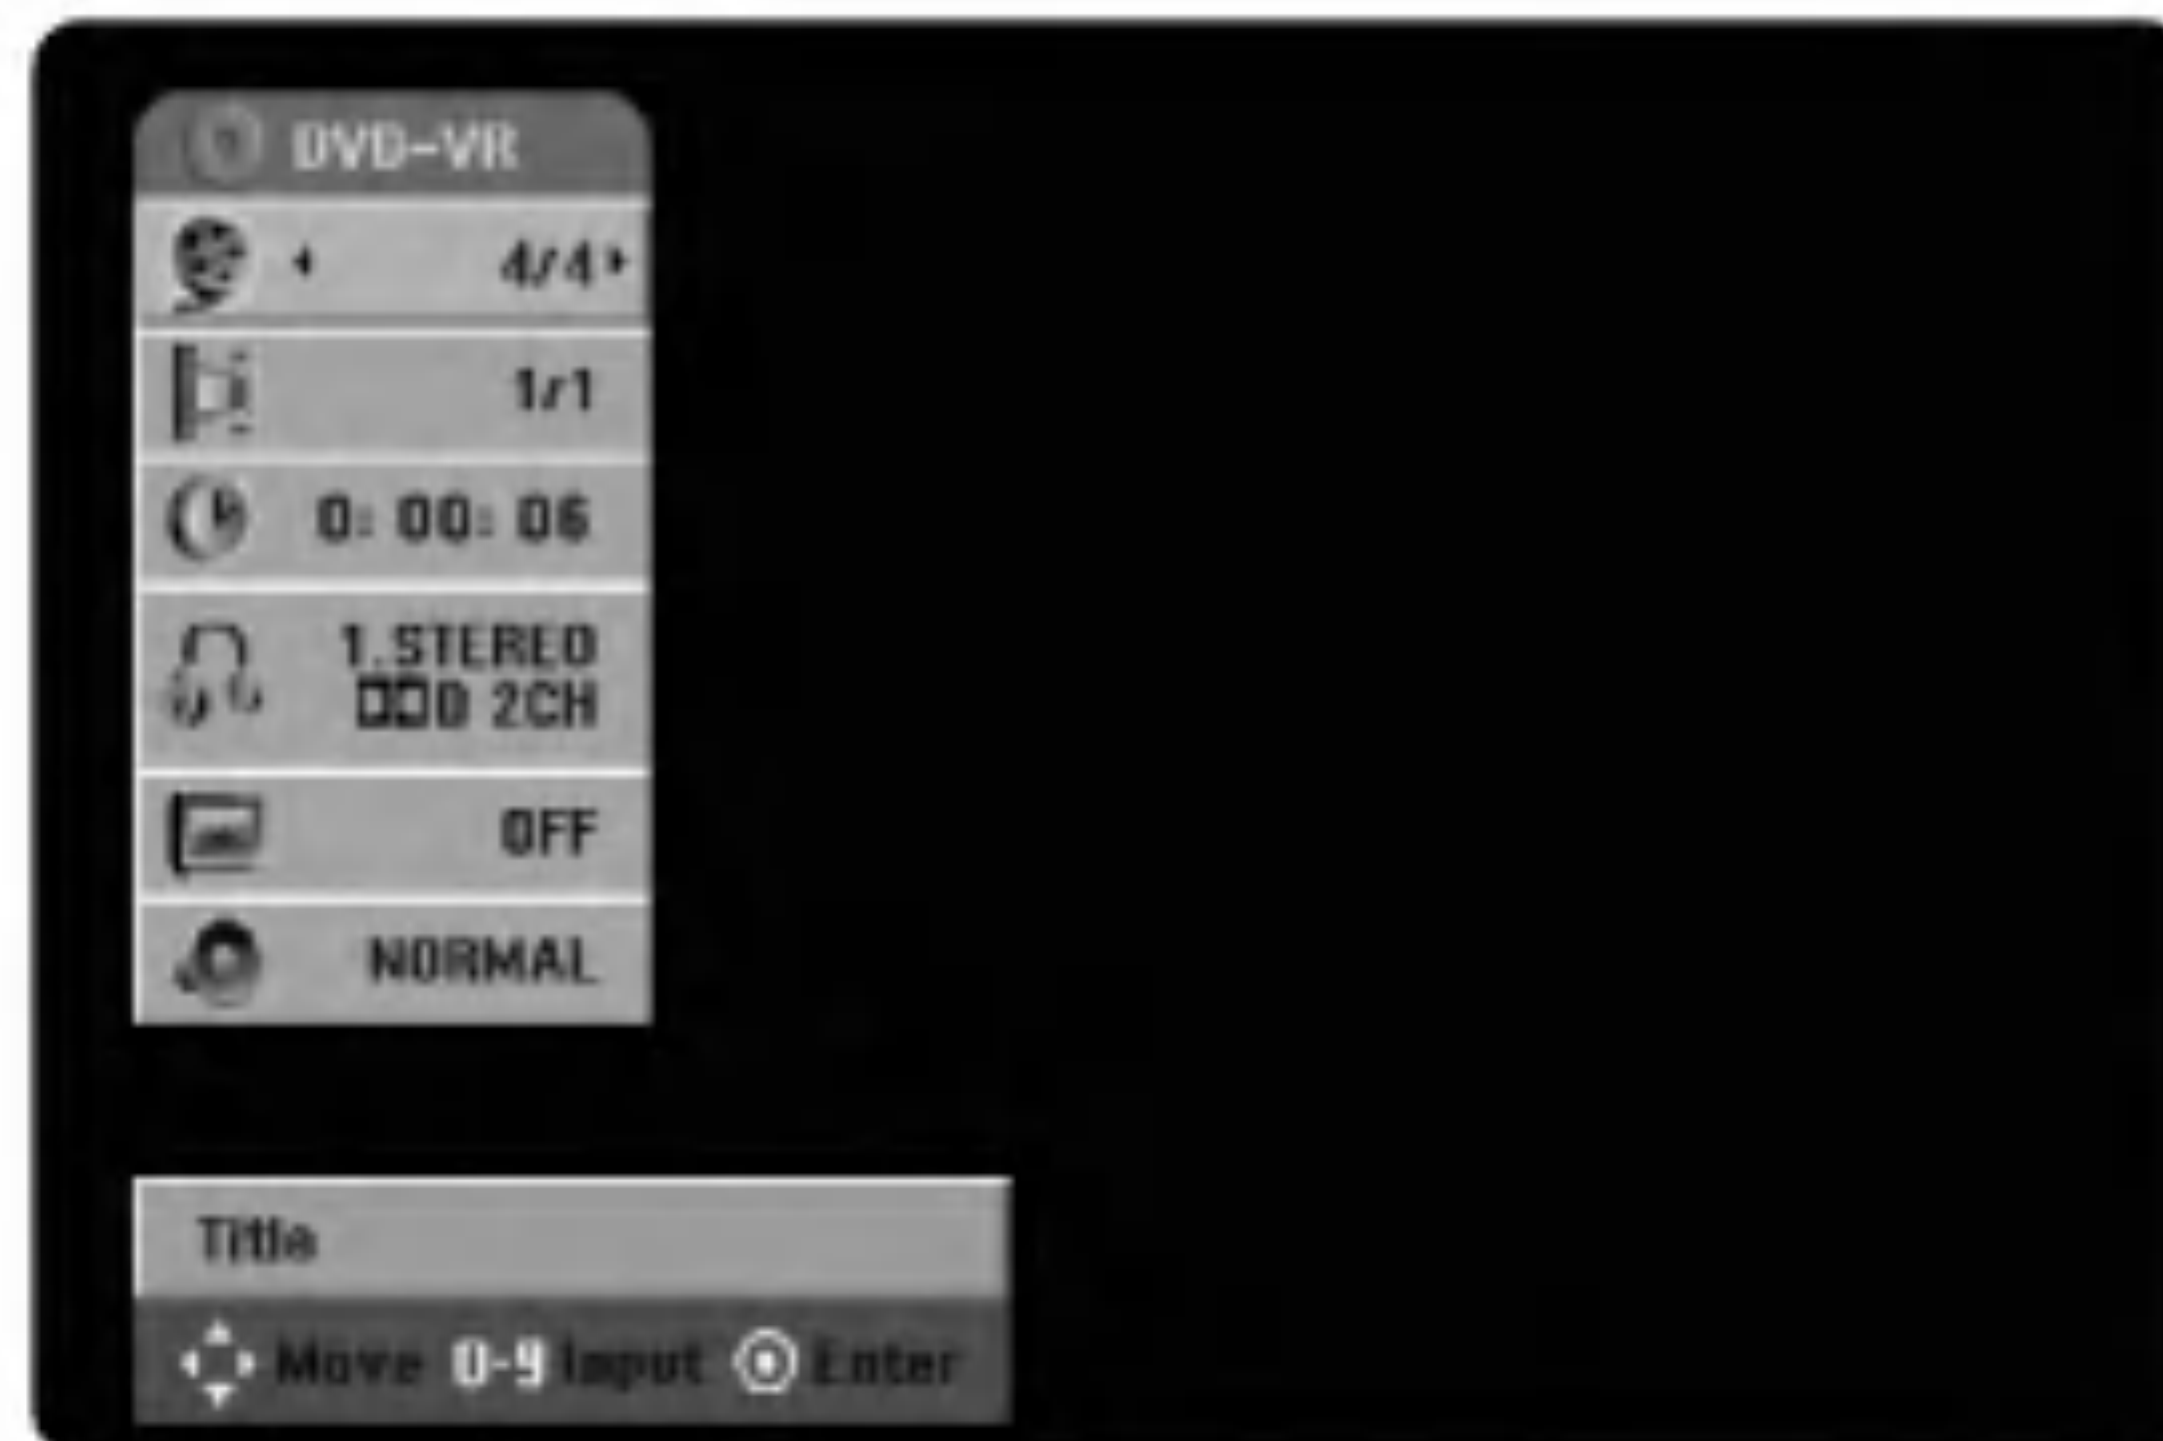 DVD-VR
4/4
1/1
0: 00: 06
1.STEREO
D 2CH
OFF
NORMAL
Title
Move 0-9 Input Enter